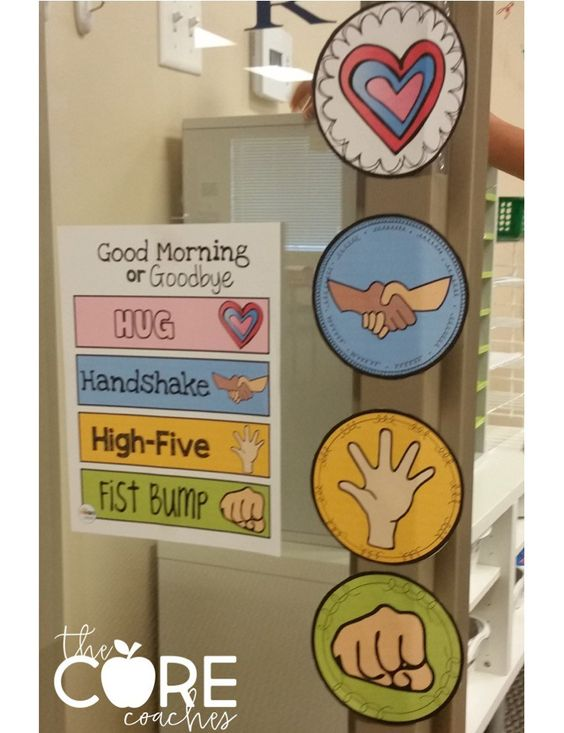 K
Good Morning
or Goodbye
HUG
Handshake
High-Five
Fist Bump
the
CORE
coaches